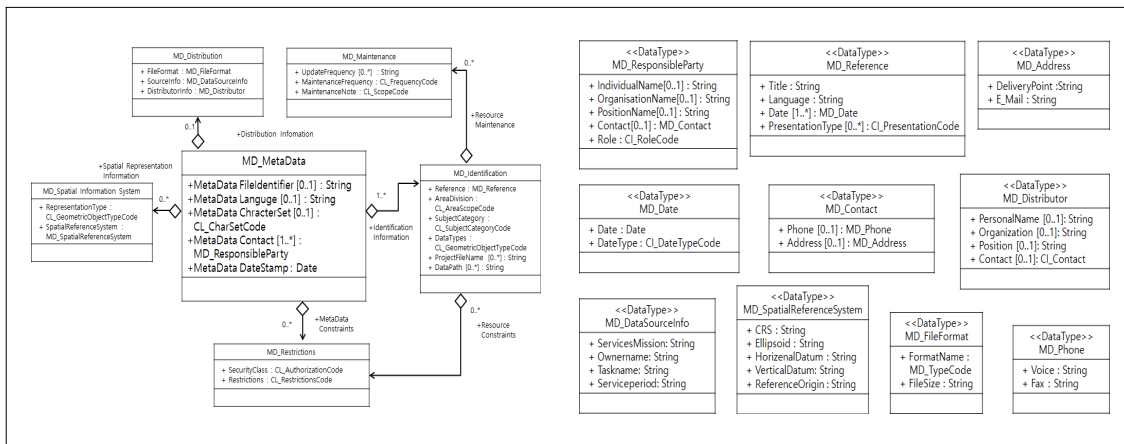 MD_Distribution
+ FileFormat : MD_FileFormat
+ SourceInfo : MD_DataSourceInfo
+ DistributorInfo : MD_Distributor
0..1
+Distribution Infomation
MD_Maintenance
+ UpdateFrequency [0..*] : String
+ MaintenanceFrequency : CL_FrequencyCode
+ MaintenanceNote : CL_ScopeCode
0..*
+Resource
Maintenance
+Spatial Representation
Information
MD_Spatial Information System
+ RepresentationType :
CL_GeometricObjectTypeCode
+ SpatialReferenceSystem :
MD_SpatialReferenceSystem
0..*
MD_MetaData
+MetaData FIleIdentifier [0..1] : String
+MetaData Languge [0..1] : String
+MetaData ChracterSet [0..1] :
CL_CharSetCode
+MetaData Contact [1..*] :
MD_ResponsibleParty
+MetaData DateStamp : Date
1..*
+Identification
Information
MD_Identification
+ Reference : MD_Reference
+ AreaDivision :
CL_AreaScopeCode
+ SubjectCategory :
CL_SubjectCategoryCode
+ DataTypes :
CL_GeometricObjectTypeCode
+ ProjectFileName [0..*] : String
+ DataPath [0..*] : String
0..*
+MetaData
Constraints
0..*
+Resource
Constraints
MD_Restrictions
+ SecurityClass : CL_AuthorizationCode
+ Restrictions : CL_RestrictionsCode
<<DataType>>
MD_ResponsibleParty
+ IndividualName[0..1] : String
+ OrganisationName[0..1] : String
+ PositionName[0..1] : String
+ Contact[0..1] : MD_Contact
+ Role : CI_RoleCode
<<DataType>>
MD_Reference
+ Title : String
+ Language : String
+ Date [1..*] : MD_Date
+ PresentationType [0..*] : CI_PresentationCode
<<DataType>>
MD_Address
+ DeliveryPoint :String
+ E_Mail : String
<<DataType>>
MD_Date
+ Date : Date
+ DateType : CI_DateTypeCode
<<DataType>>
MD_Contact
+ Phone [0..1] : MD_Phone
+ Address [0..1] : MD_Address
<<DataType>>
MD_Distributor
+ PersonalName [0..1] : String
+ Organization [0..1] : String
+ Position [0..1]: String
+ Contact [0..1]: CI_Contact
<<DataType>>
MD_DataSourceInfo
+ ServicesMission: String
+ Ownername: String
+ Taskname: String
+ Serviceperiod: String
<<DataType>>
MD_SpatialReferenceSystem
+ CRS : String
+ Ellipsoid : String
+ HorizenalDatum : String
+ VerticalDatum: String
+ ReferenceOrigin : String
<<DataType>>
MD_FileFormat
+ FormatName :
MD_TypeCode
+ FileSize : String
<<DataType>>
MD_Phone
+ Voice : String
+ Fax : String